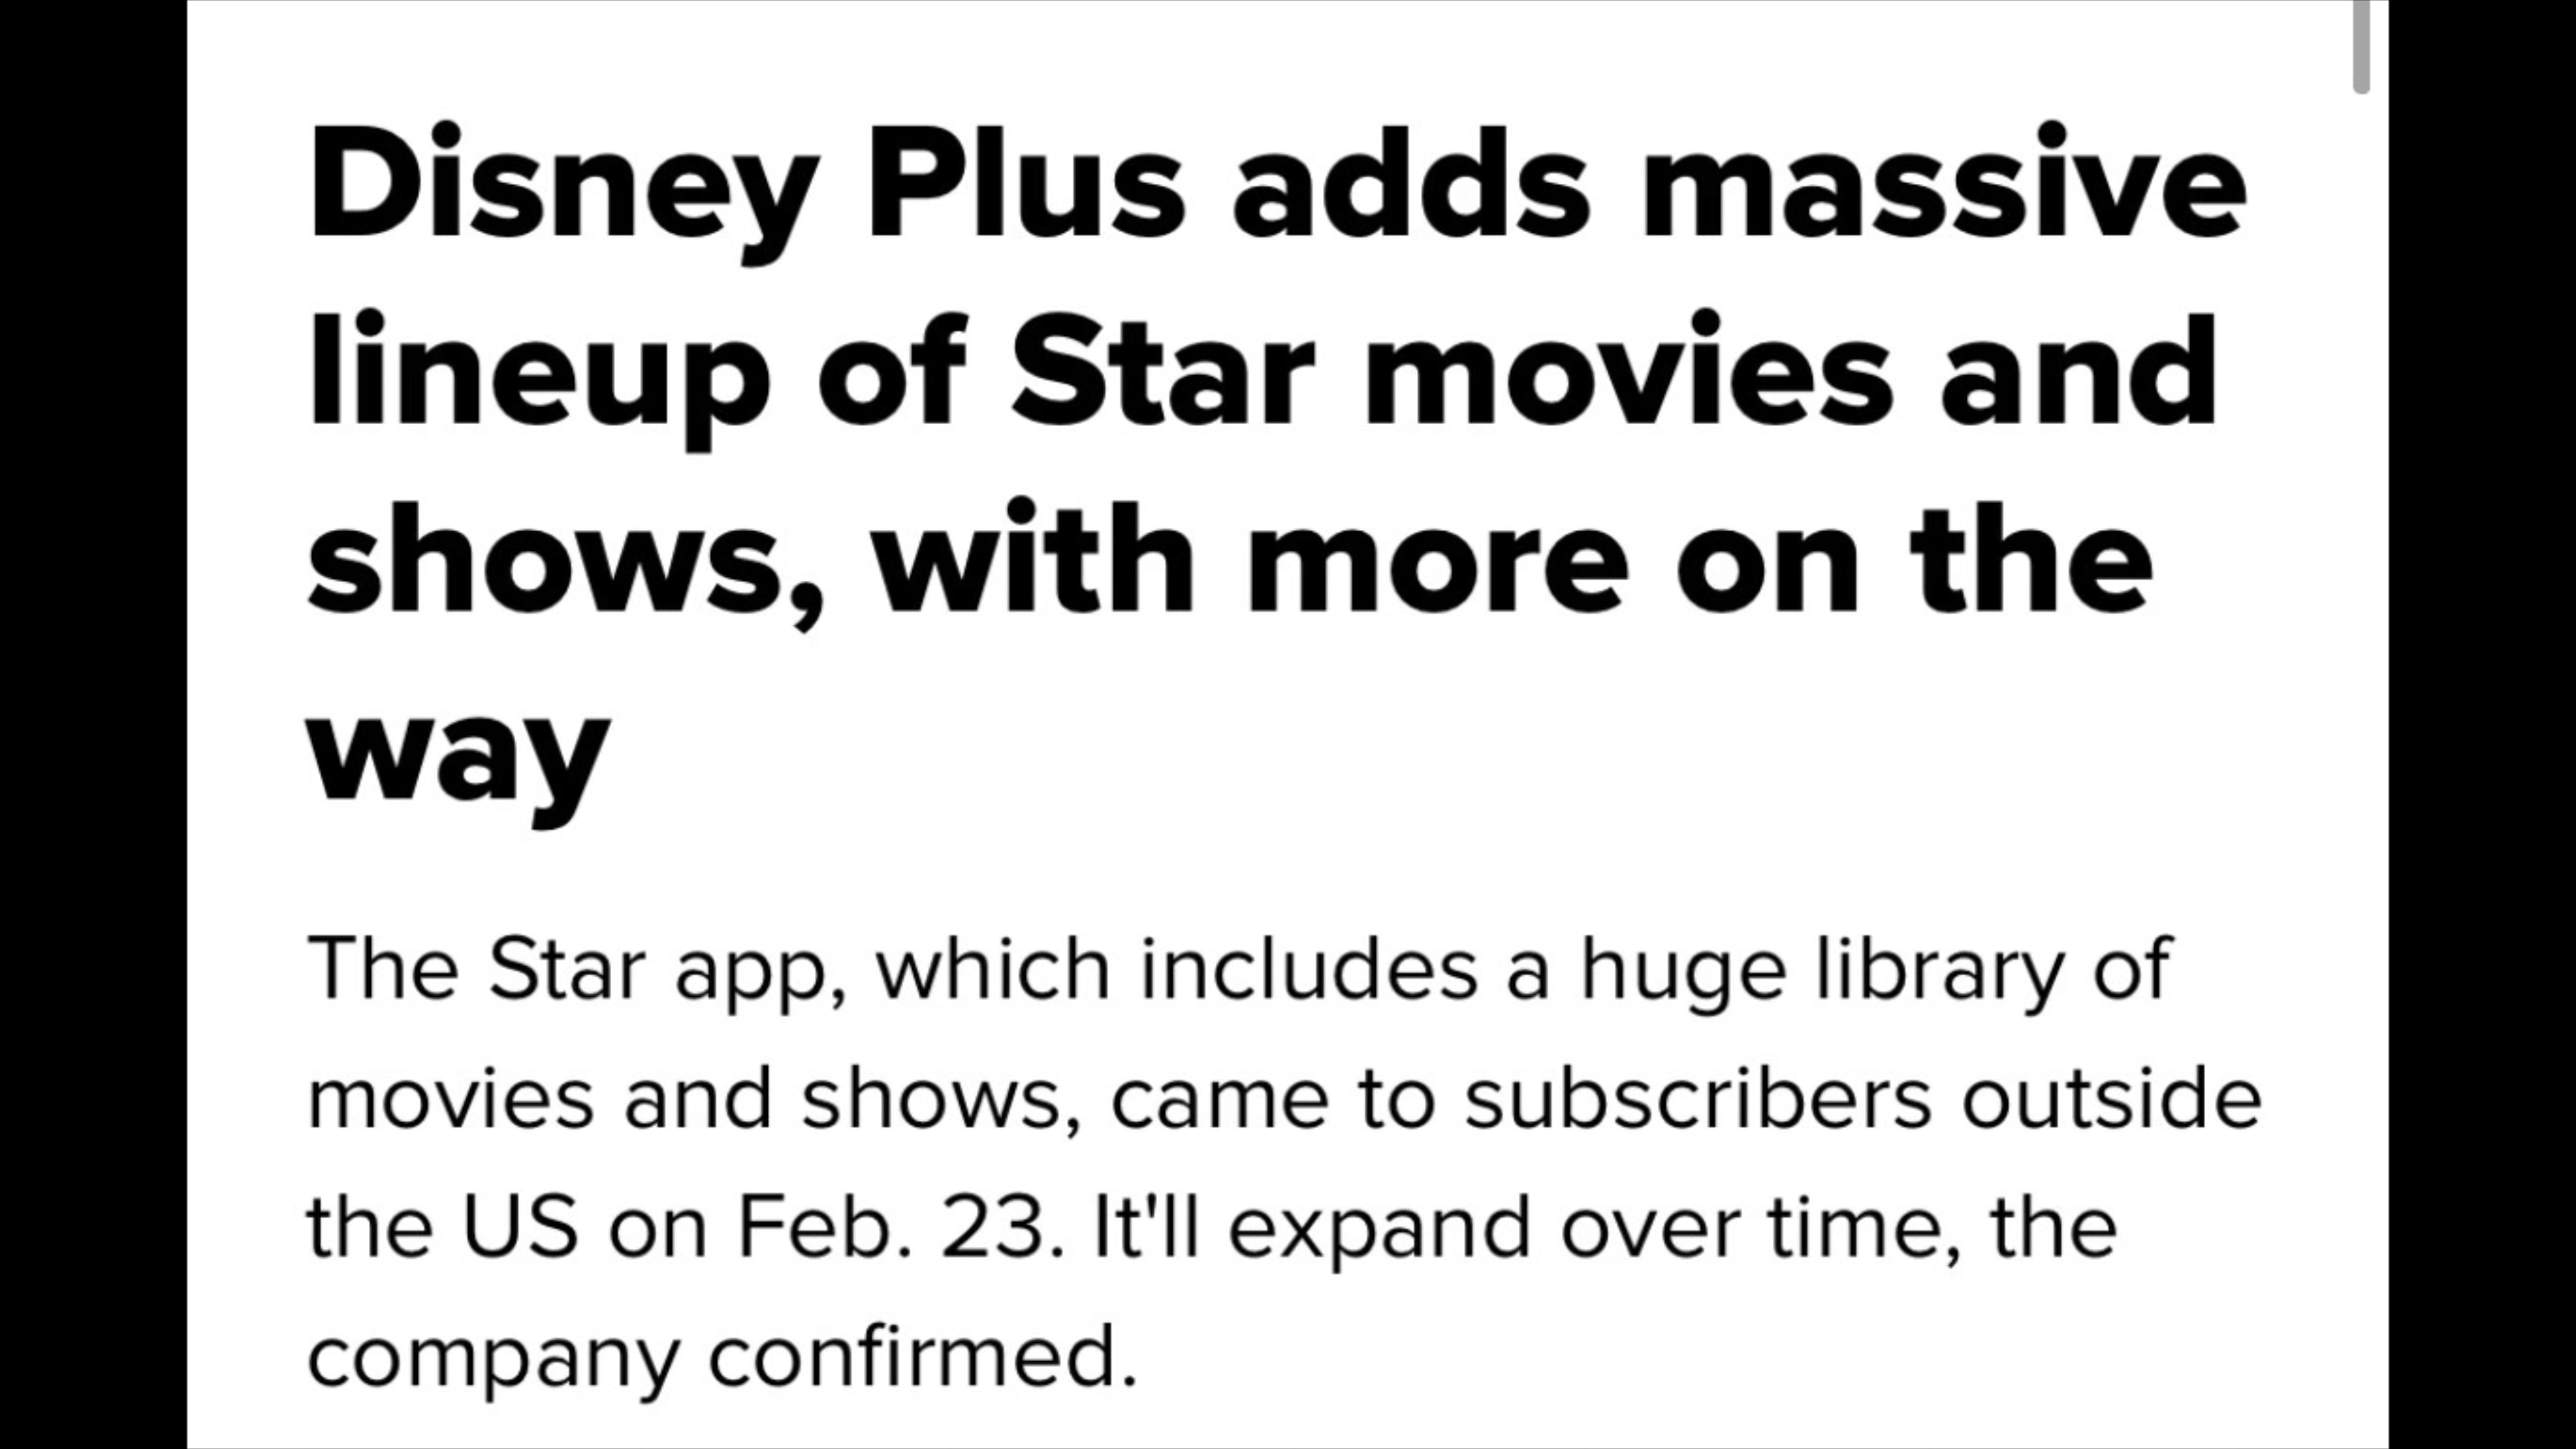 Disney Plus adds massive
lineup of Star movies and
shows, with more on the
way
The Star app, which includes a huge library of
movies and shows, came to subscribers outside
the US on Feb. 23. It'll expand over time, the
company confirmed.